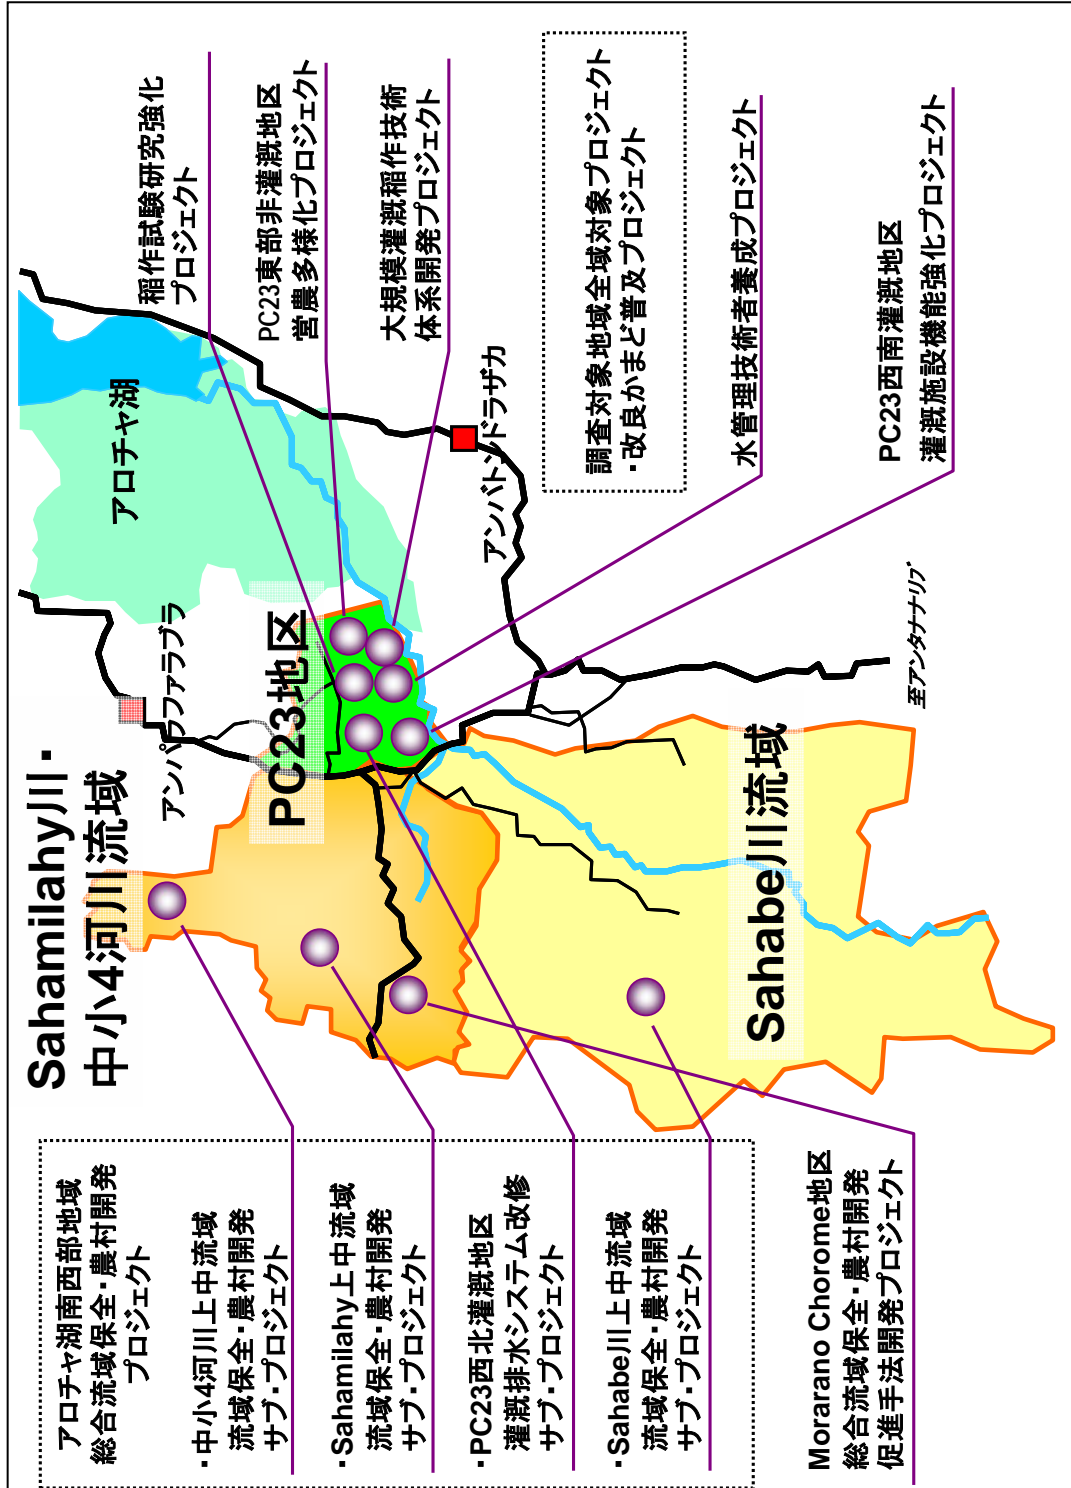 Sahamilahy川・
中小4河川流域
アロチャ湖南西部地域
総合流域保全・農村開発
プロジェクト
・中小4河川上中流域
流域保全・農村開発
サブ・プロジェクト
・Sahamilahy上中流域
流域保全・農村開発
サブ・プロジェクト
・PC23西北灌漑地区
灌漑排水システム改修
サブ・プロジェクト
・Sahabe川上中流域
流域保全・農村開発
サブ・プロジェクト
Morarano Chorome地区
総合流域保全・農村開発
促進手法開発プロジェクト
アンパラファラブラ
PC23地区
Sahabe川流域
アロチャ湖
アンバトンドラザカ
至アンタナナリブ
稲作試験研究強化
プロジェクト
PC23東部非灌漑地区
営農多様化プロジェクト
大規模灌漑稲作技術
体系開発プロジェクト
調査対象地域全域対象プロジェクト
・改良かまど普及プロジェクト
水管理技術者養成プロジェクト
PC23西南灌漑地区
灌漑施設機能強化プロジェクト